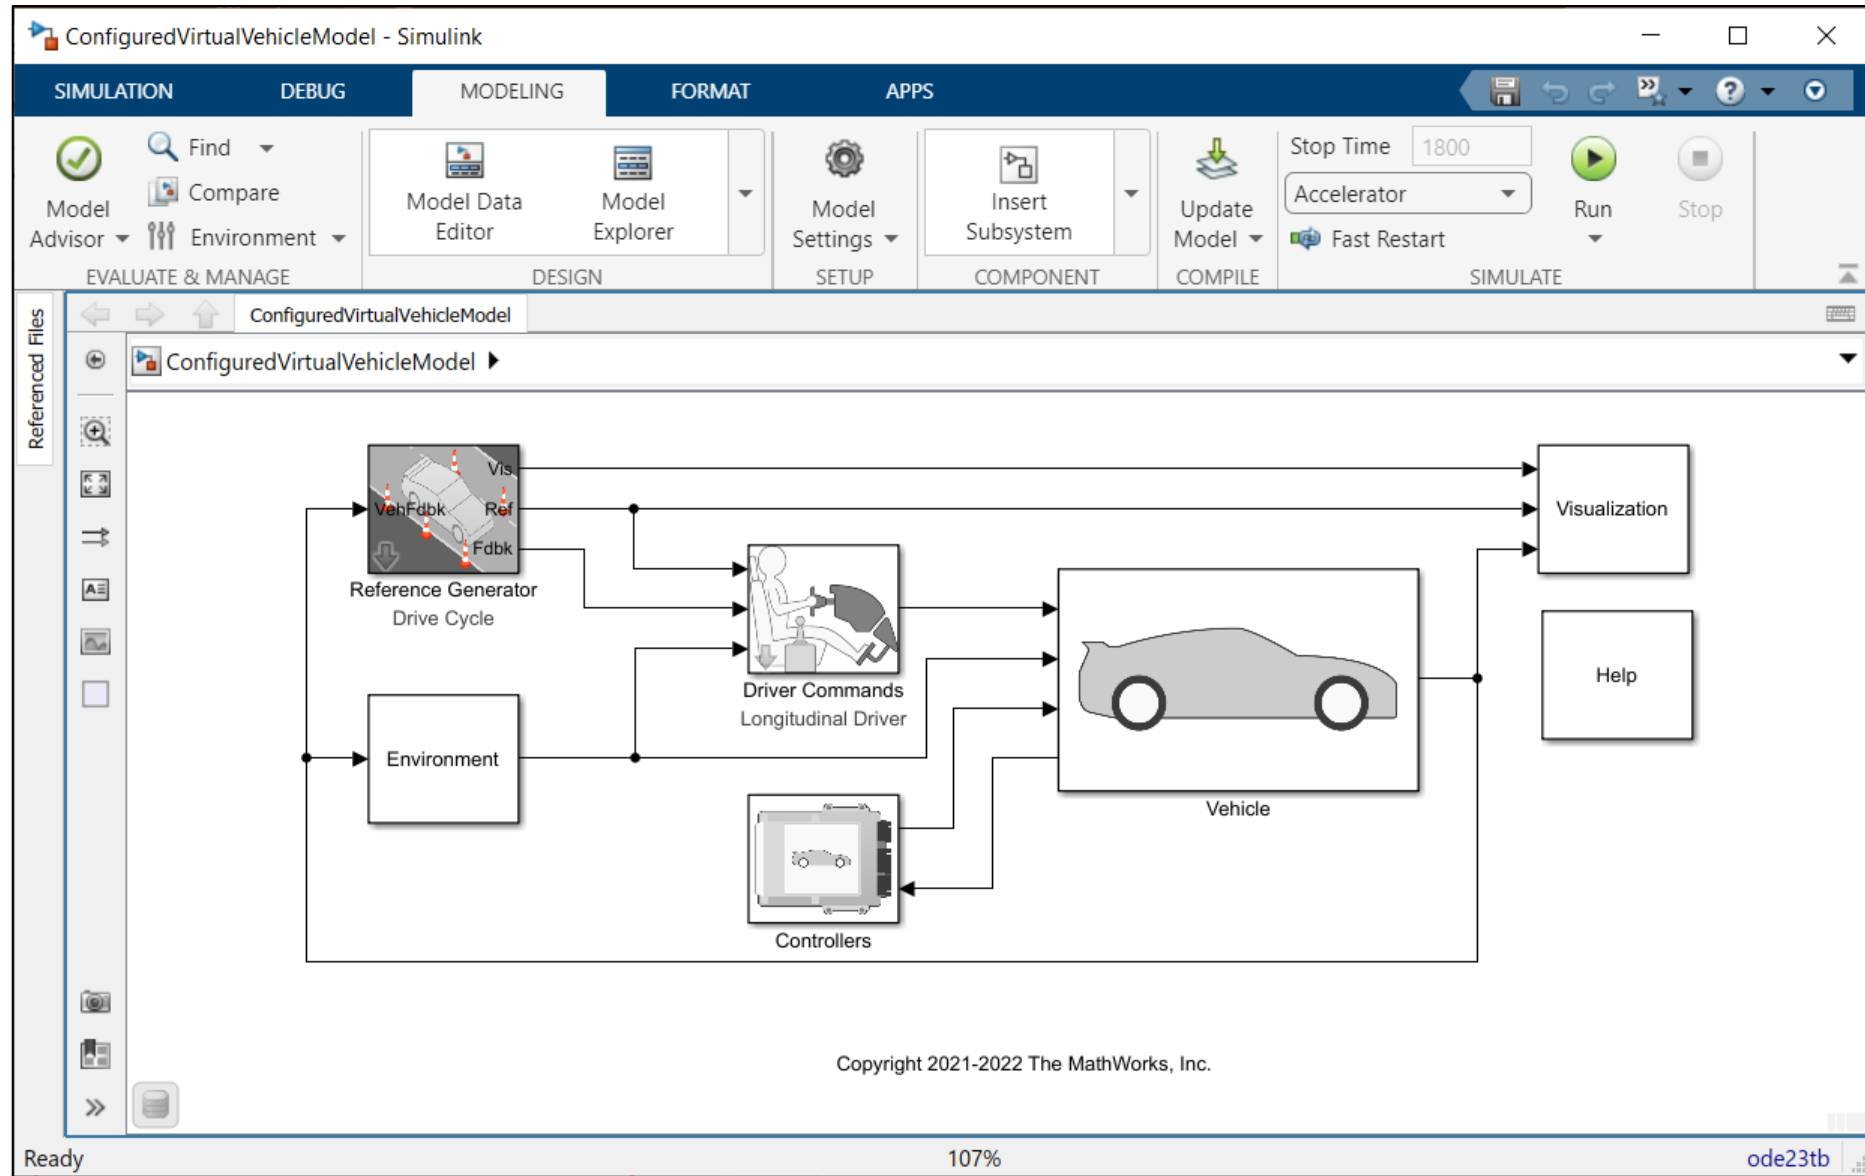 ConfiguredVirtualVehicleModel - Simulink
SIMULATION DEBUG MODELING FORMAT APPS
Model Advisor
Find
Compare
Environment
EVALUATE & MANAGE
Model Data Editor
Model Explorer
DESIGN
Model Settings
SETUP
Insert Subsystem
COMPONENT
Update Model
COMPILE
Stop Time 1800
Accelerator
Fast Restart
Run
Stop
SIMULATE
Referenced Files
ConfiguredVirtualVehicleModel
ConfiguredVirtualVehicleModel
Vis
VehFdbk Ref
Fdbk
Reference Generator
Drive Cycle
Visualization
Driver Commands
Longitudinal Driver
Help
Environment
Vehicle
Controllers
Copyright 2021-2022 The MathWorks, Inc.
Ready 107% ode23tb